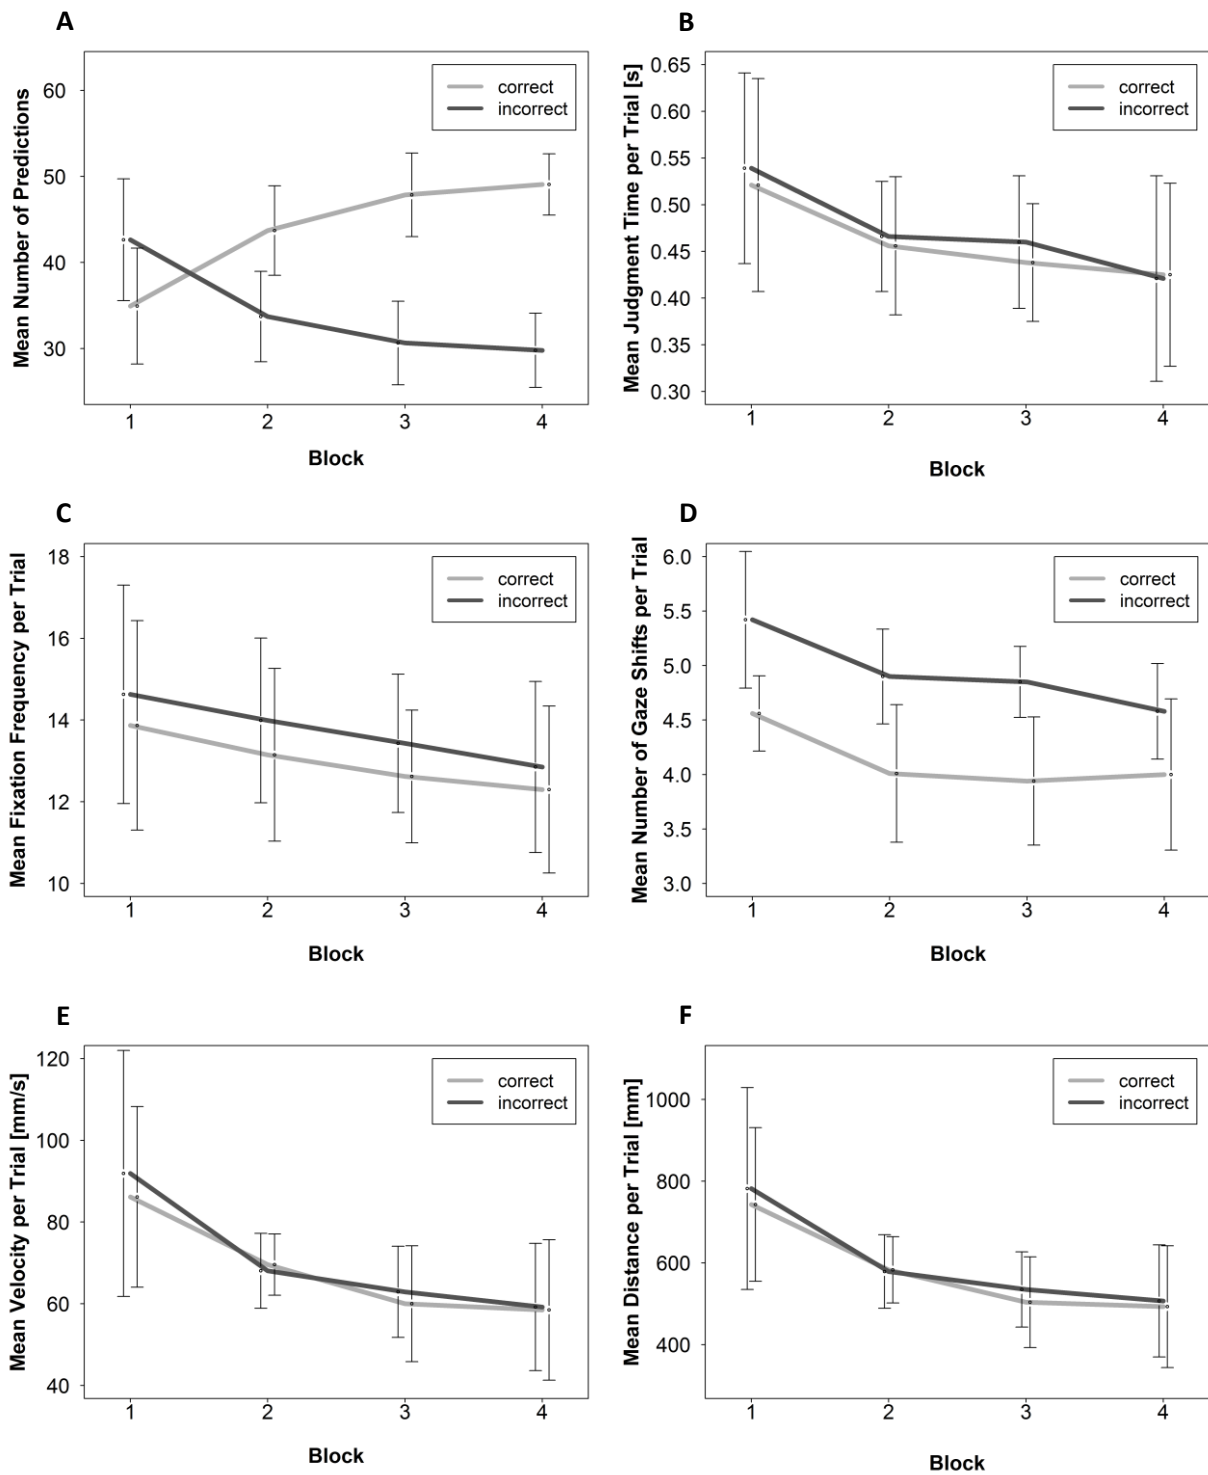 A
Mean Number of Predictions
60
50
40
30
correct
incorrect
1 2 3 4
Block
B
Mean Judgment Time per Trial [s]
0.65
0.60
0.55
0.50
0.45
0.40
0.35
0.30
correct
incorrect
1 2 3 4
Block
C
Mean Fixation Frequency per Trial
18
16
14
12
10
correct
incorrect
1 2 3 4
Block
D
Mean Number of Gaze Shifts per Trial
6.0
5.5
5.0
4.5
4.0
3.5
3.0
correct
incorrect
1 2 3 4
Block
E
Mean Velocity per Trial [mm/s]
120
100
80
60
40
correct
incorrect
1 2 3 4
Block
F
Mean Distance per Trial [mm]
1000
800
600
400
correct
incorrect
1 2 3 4
Block